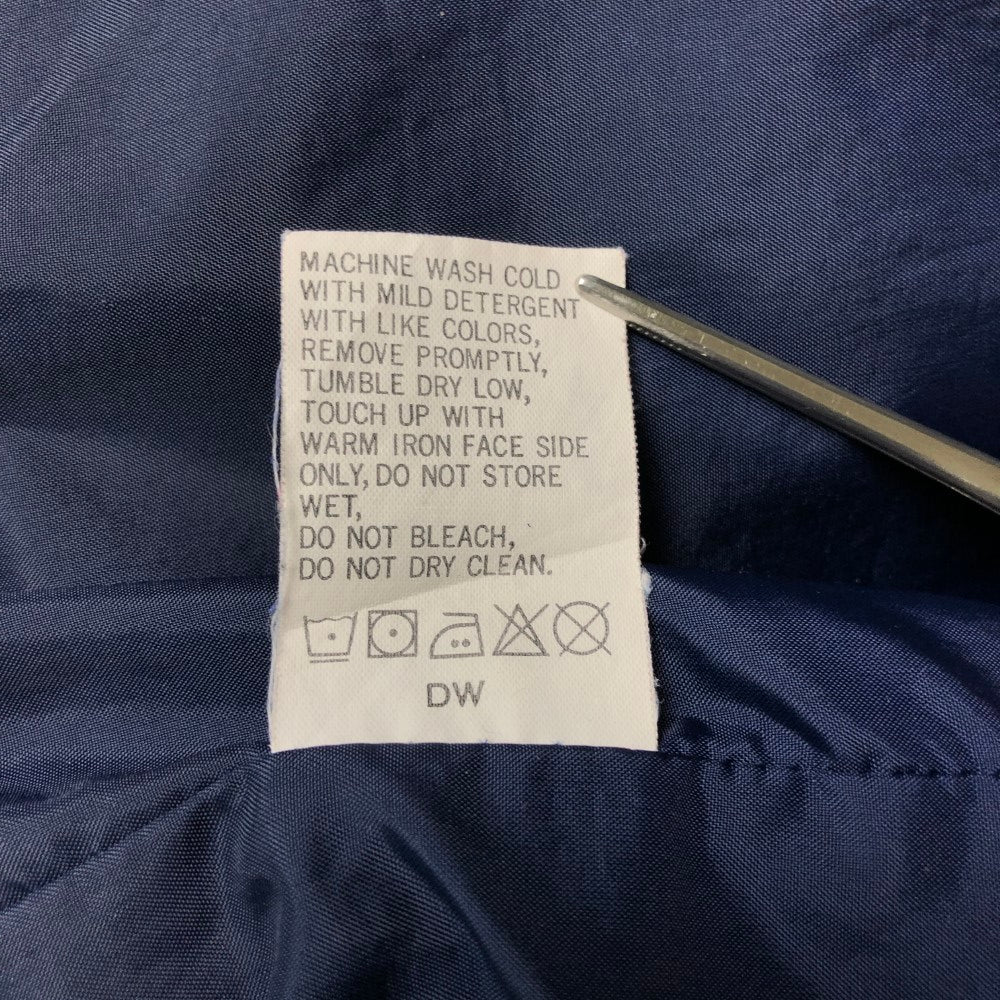 MACHINE WASH COLD
WITH MILD DETERGENT
WITH LIKE COLORS,
REMOVE PROMPTLY,
TUMBLE DRY LOW,
TOUCH UP WITH
WARM IRON FACE SIDE
ONLY, DO NOT STORE
WET,
DO NOT BLEACH,
DO NOT DRY CLEAN.
DW